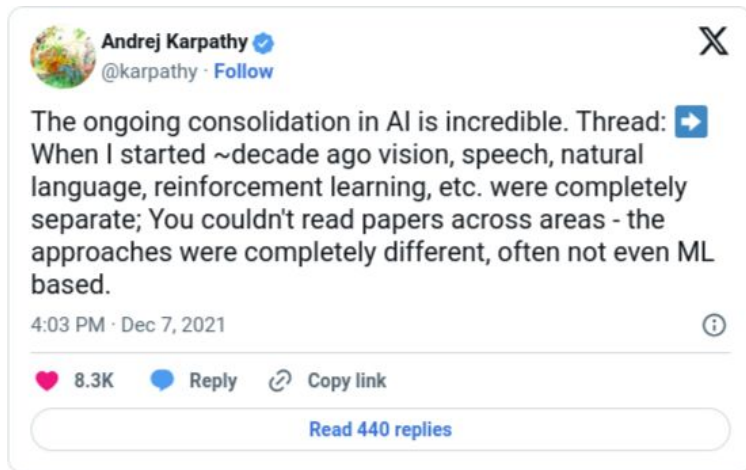 Andrej Karpathy
@karpathy · Follow
The ongoing consolidation in AI is incredible. Thread: ➡️
When I started ~decade ago vision, speech, natural
language, reinforcement learning, etc. were completely
separate; You couldn't read papers across areas - the
approaches were completely different, often not even ML
based.
4:03 PM · Dec 7, 2021
8.3K Reply Copy link
Read 440 replies